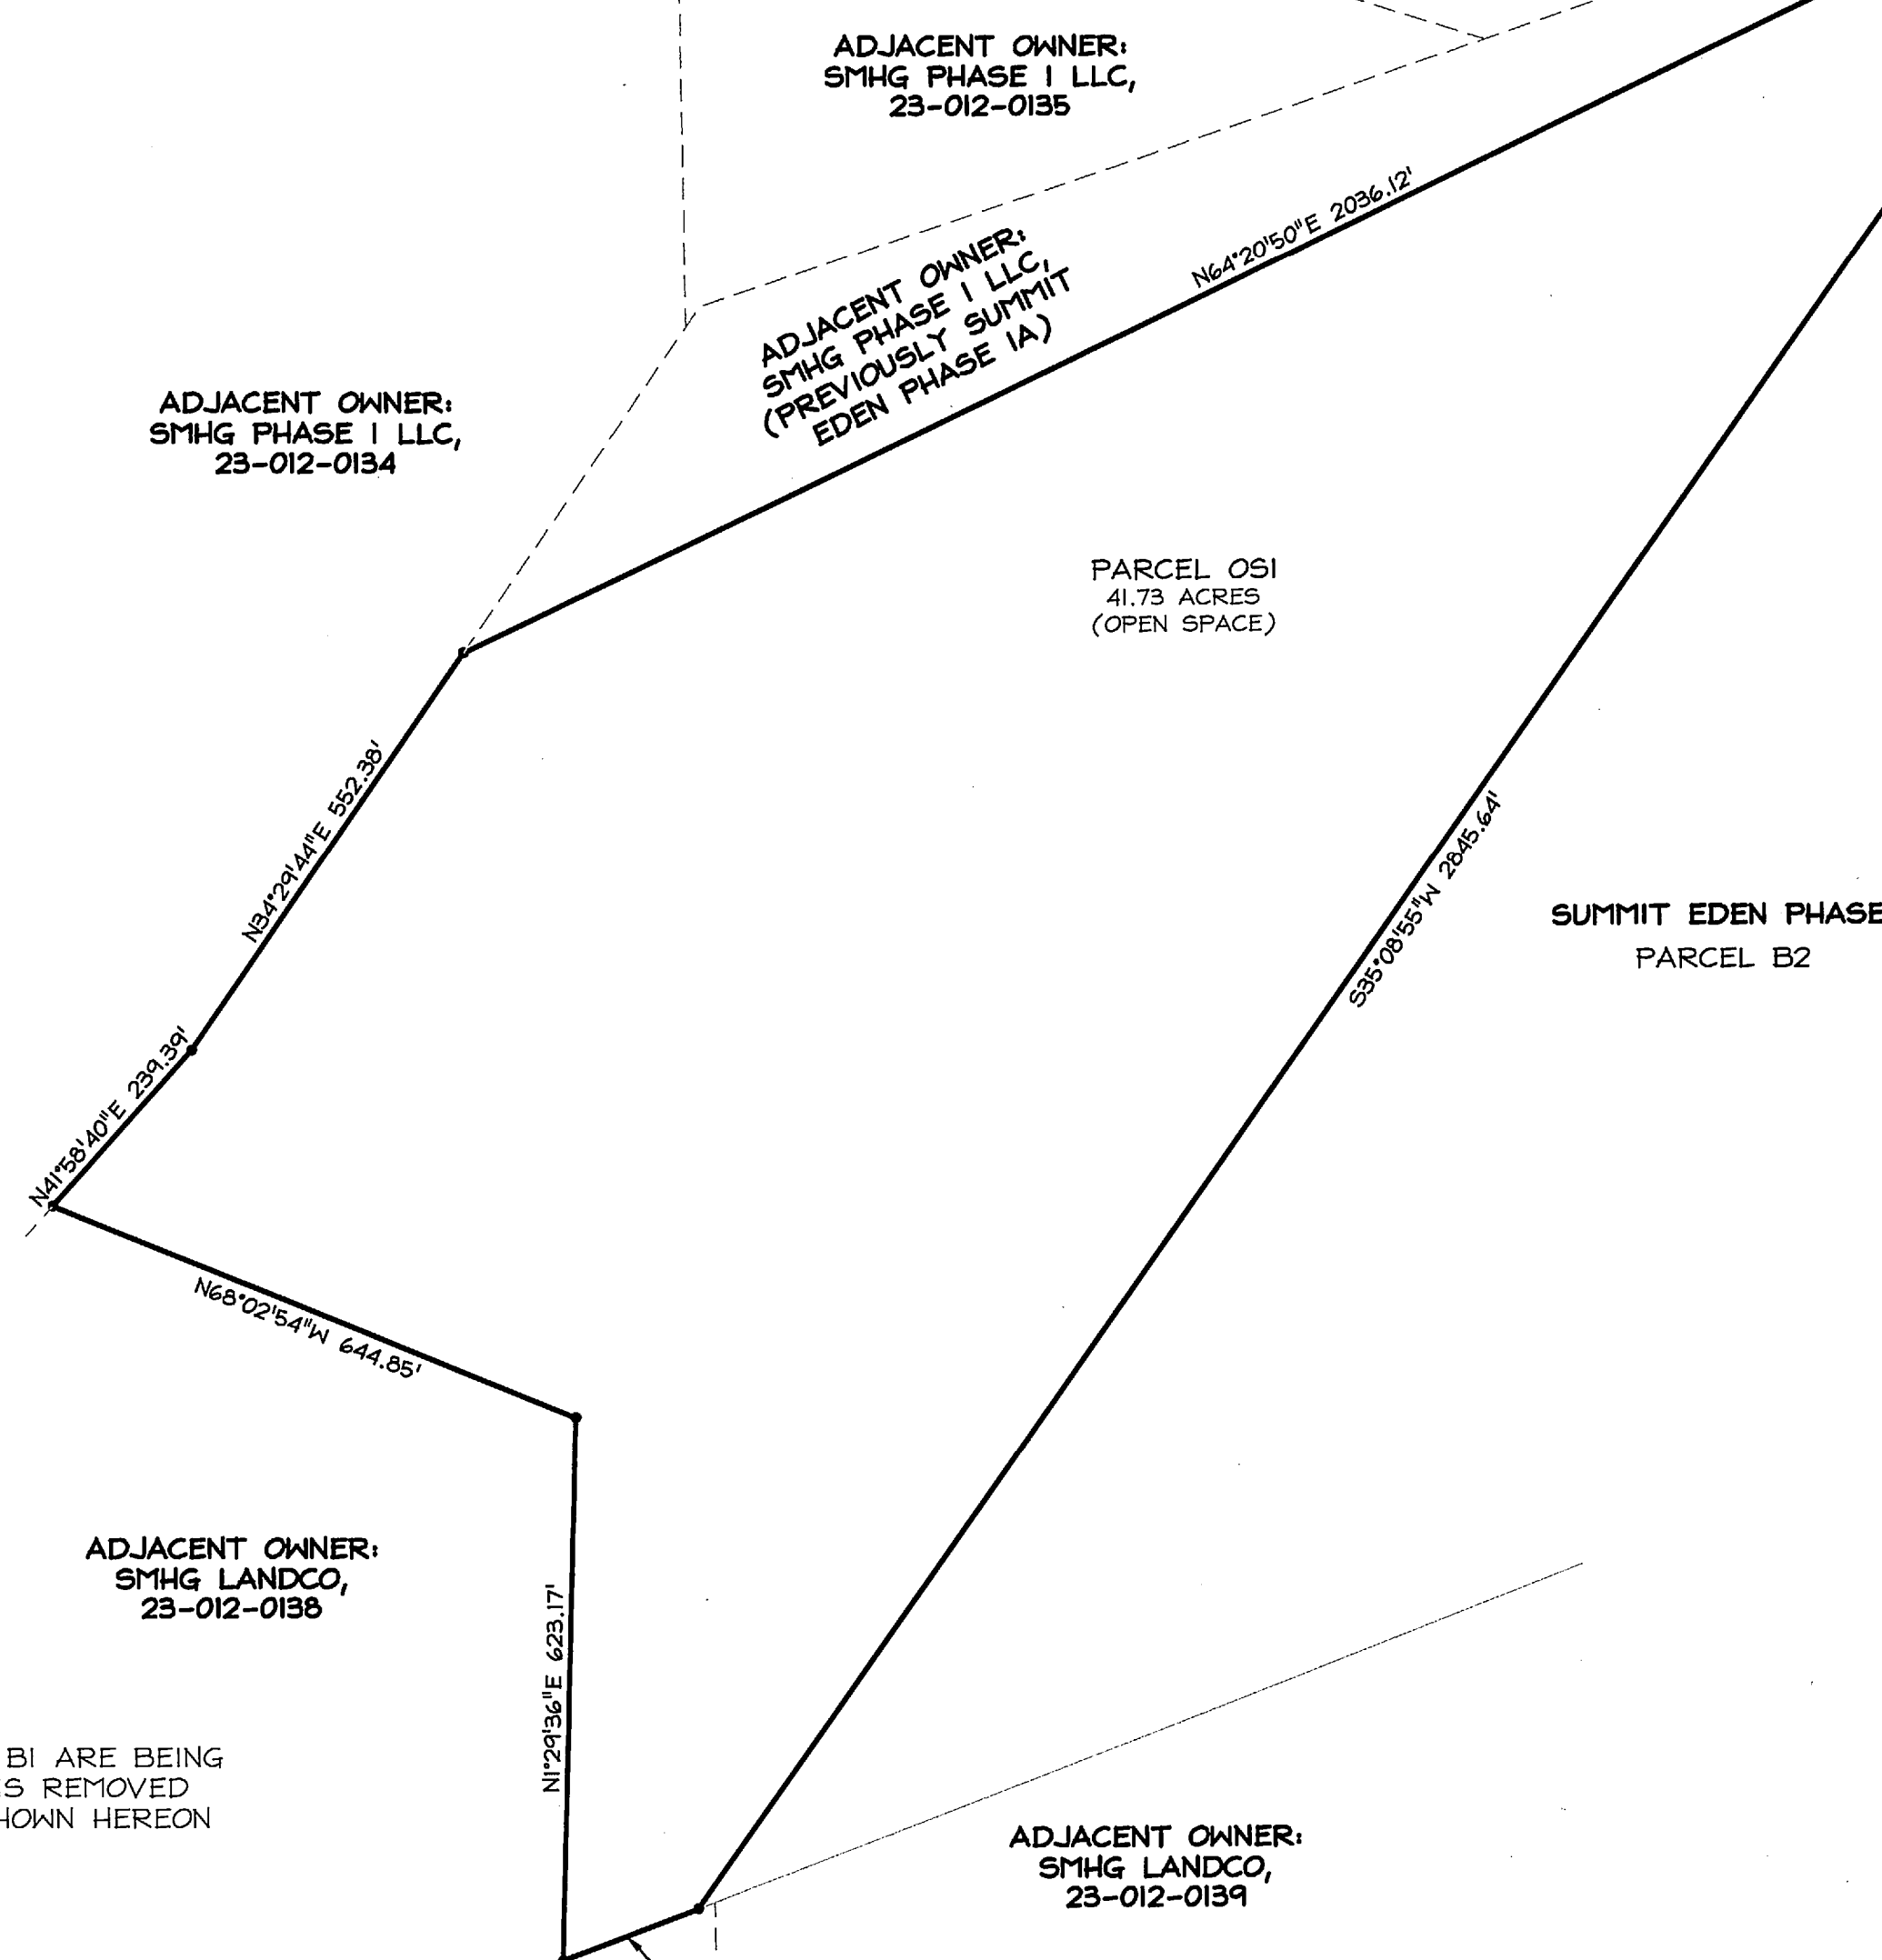 ADJACENT OWNER:
SMHG PHASE 1 LLC,
23-012-0135
N64°20'50"E 2036.12'
ADJACENT OWNER:
SMHG PHASE 1 LLC,
(PREVIOUSLY SUMMIT
EDEN PHASE 1A)
ADJACENT OWNER:
SMHG PHASE 1 LLC,
23-012-0134
PARCEL OS1
41.73 ACRES
(OPEN SPACE)
N34°29'44"E 552.38'
S35°08'55"W 2845.64'
SUMMIT EDEN PHASE
PARCEL B2
N41°58'40"E 239.39'
N68°02'54"W 644.85'
ADJACENT OWNER:
SMHG LANDCO,
23-012-0138
N1°29'36"E 623.17'
B1 ARE BEING
S REMOVED
HOWN HEREON
ADJACENT OWNER:
SMHG LANDCO,
23-012-0139